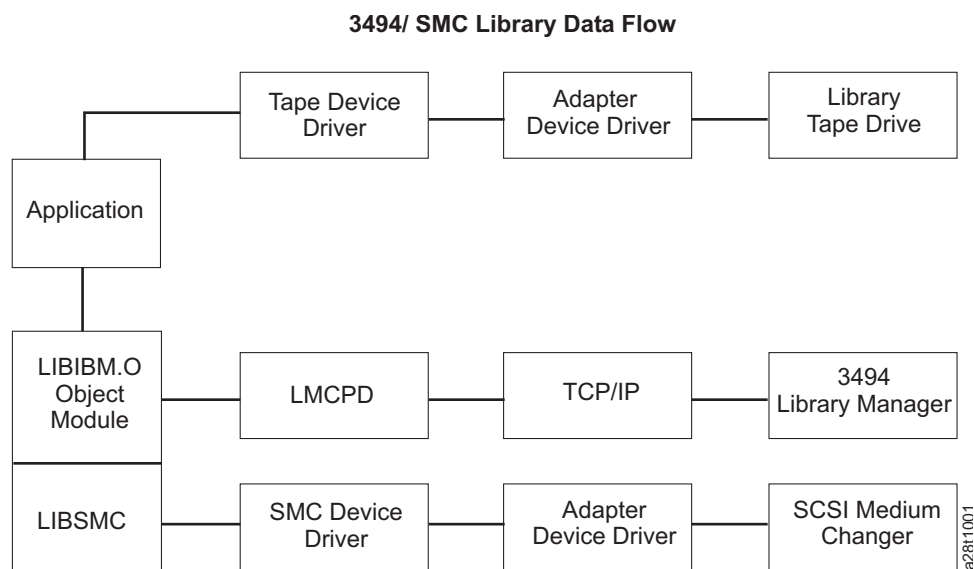 3494/ SMC Library Data Flow
Tape Device
Driver
Adapter
Device Driver
Library
Tape Drive
Application
LIBIBM.O
Object
Module
LMCPD
TCP/IP
3494
Library Manager
LIBSMC
SMC Device
Driver
Adapter
Device Driver
SCSI Medium
Changer
a28t1001